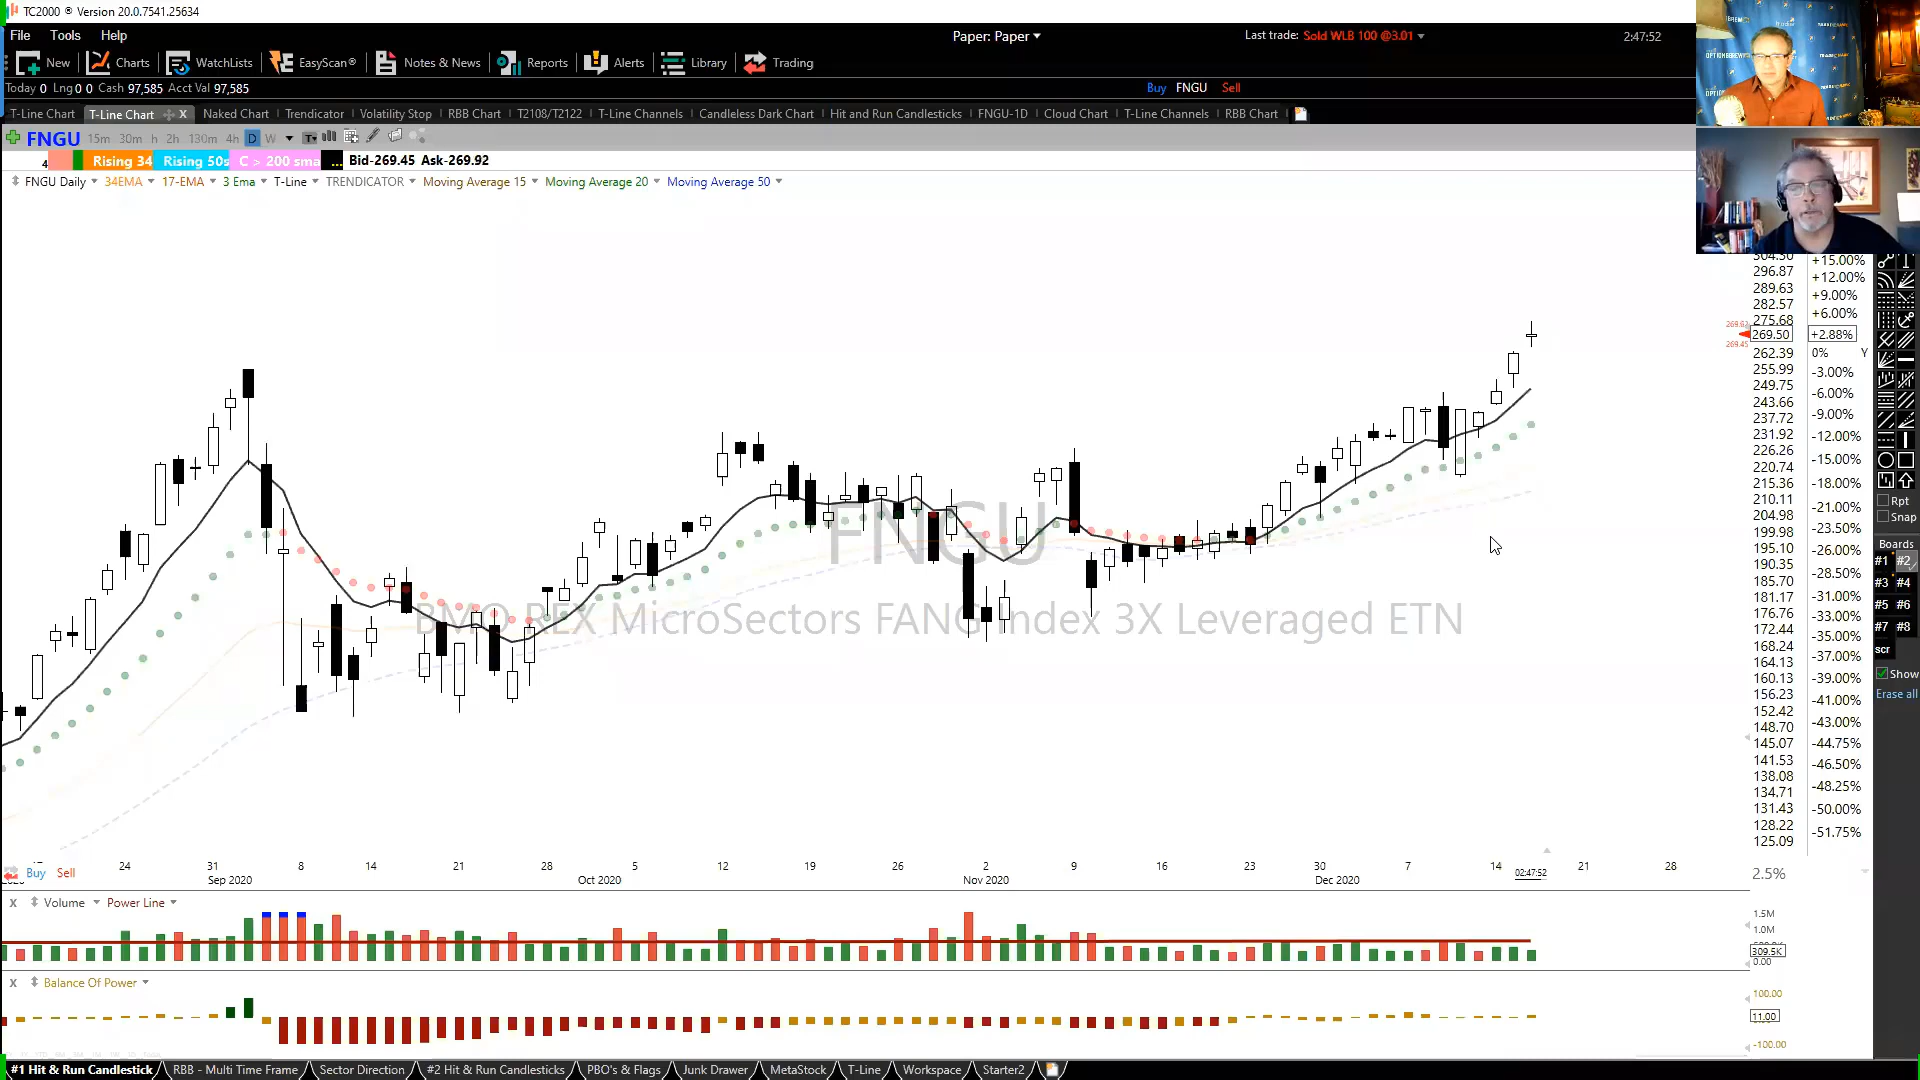 TC2000 ® Version 20.0.7541.25634
File Tools Help Paper: Paper Last trade: Sold WLB 100 @3.01 2:47:52
New Charts WatchLists EasyScan® Notes & News Reports Alerts Library Trading
Today 0 Lng 0 0 Cash 97,585 Acct Val 97,585 Buy FNGU Sell
T-Line Chart T-Line Chart X Naked Chart Trendicator Volatility Stop RBB Chart T2108/T2122 T-Line Channels Candleless Dark Chart Hit and Run Candlesticks FNGU-1D Cloud Chart T-Line Channels RBB Chart
FNGU 15m 30m h 2h 130m 4h D W
4 Rising 34 Rising 50s C > 200 sma ... Bid-269.45 Ask-269.92
FNGU Daily 34EMA 17-EMA 3 Ema T-Line TRENDICATOR Moving Average 15 Moving Average 20 Moving Average 50
304.30 +15.00%
296.87 +12.00%
289.63 +9.00%
282.57 +6.00%
275.68
269.50 +2.88%
269.45
262.39 0% Y
255.99 -3.00%
249.75 -6.00%
243.66 -9.00%
237.72 -12.00%
231.92
226.26 -15.00%
220.74 -18.00%
215.36
210.11 -21.00% Rpt
204.98 -23.50% Snap
199.98
195.10 -26.00% Boards
190.35 -28.50% #1 #2
185.70 -31.00% #3 #4
181.17 -33.00% #5 #6
176.76 -35.00% #7 #8
172.44 -37.00% scr
168.24 -39.00% Show
164.13 -41.00% Erase all
160.13 -43.00%
156.23 -44.75%
152.42 -46.50%
148.70 -48.25%
145.07 -50.00%
141.53 -51.75%
138.08
134.71
131.43
128.22
125.09
FNGU
BMO REX MicroSectors FANG Index 3X Leveraged ETN
24 31 8 14 21 28 5 12 19 26 2 9 16 23 30 7 14 02:47:52 21 28
Buy Sell Sep 2020 Oct 2020 Nov 2020 Dec 2020 2.5%
X Volume Power Line
1.5M
1.0M
309.5K
0.00
X Balance Of Power
100.00
11.00
-100.00
#1 Hit & Run Candlestick RBB - Multi Time Frame Sector Direction #2 Hit & Run Candlesticks PBO's & Flags Junk Drawer MetaStock T-Line Workspace Starter2